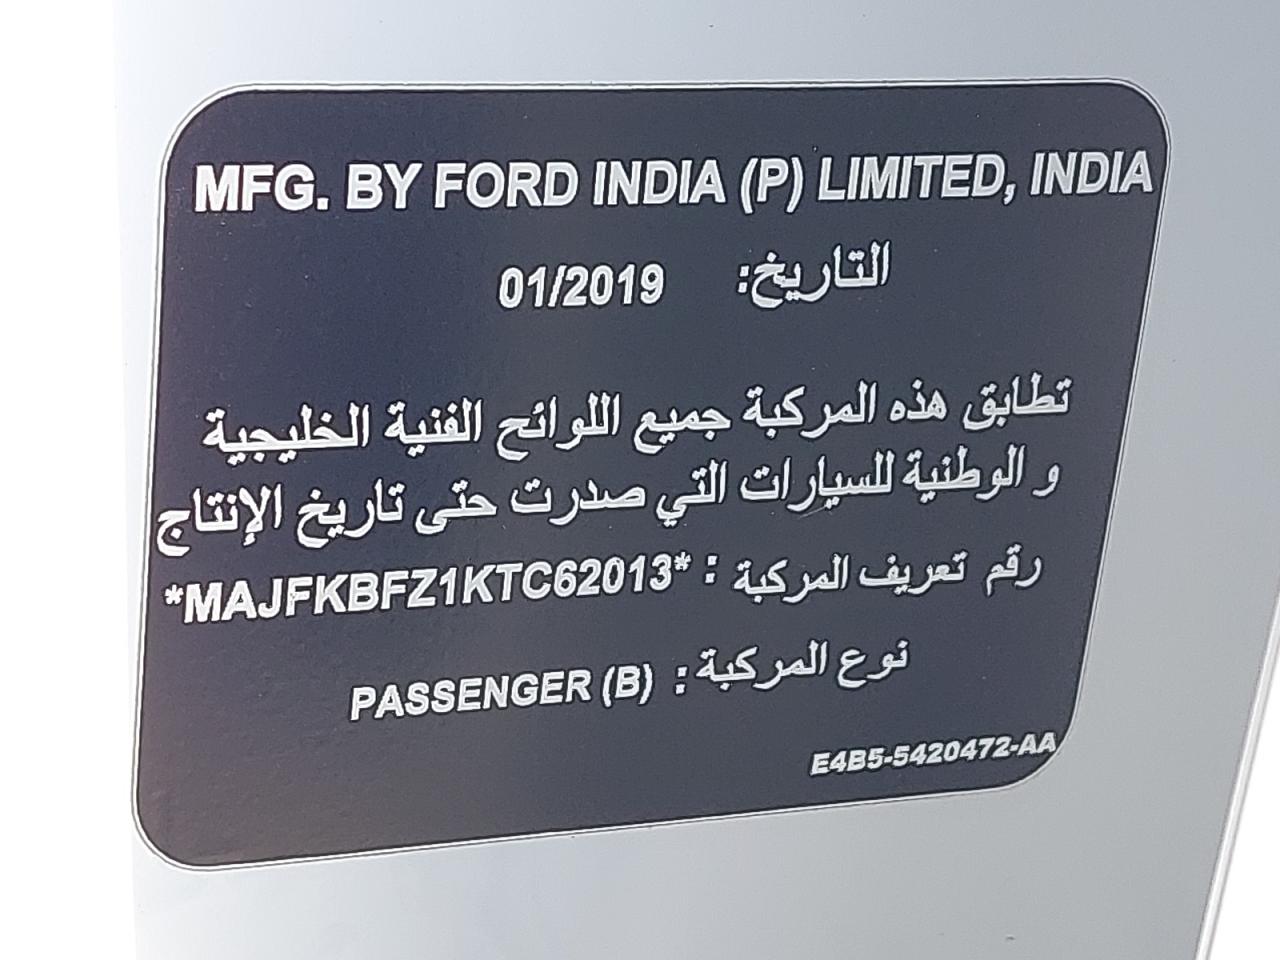 MFG. BY FORD INDIA (P) LIMITED, INDIA
التاريخ: 01/2019
تطابق هذه المركبة جميع اللوائح الفنية الخليجية
و الوطنية للسيارات التي صدرت حتى تاريخ الإنتاج
رقم تعريف المركبة : *MAJFKBFZ1KTC62013*
نوع المركبة : PASSENGER (B)
E4B5-5420472-AA